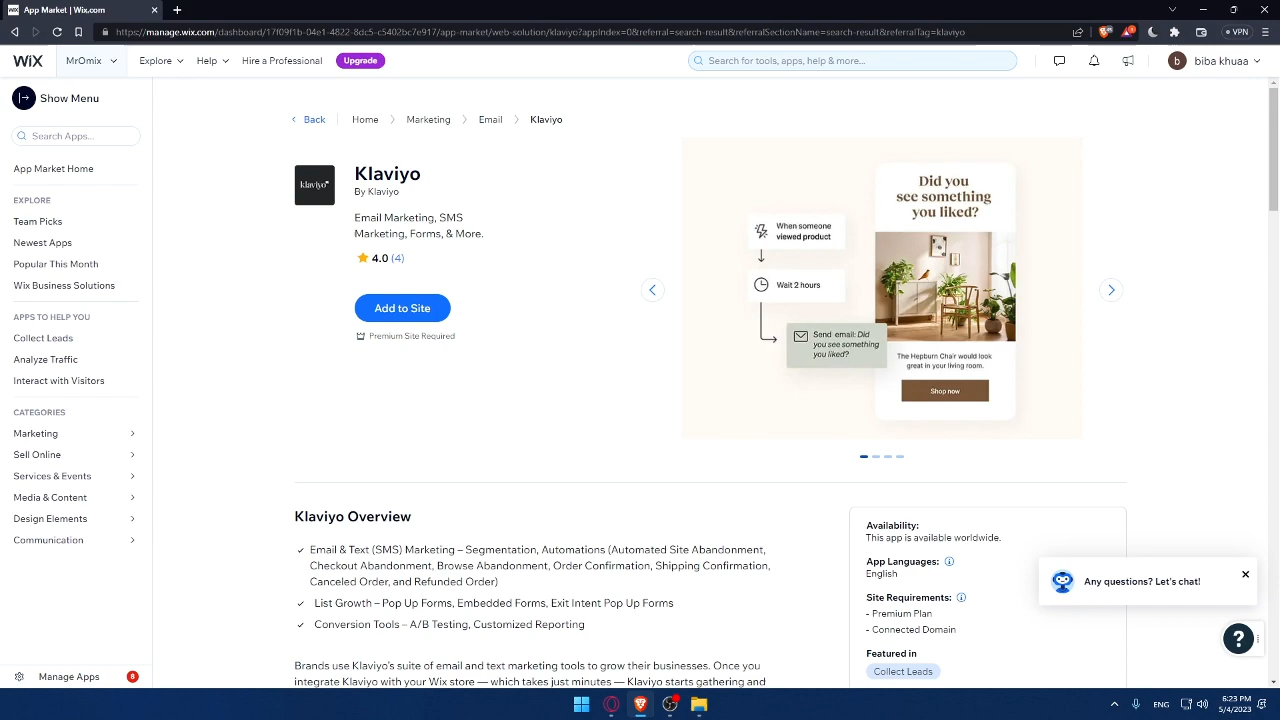 App Market | Wix.com
https://manage.wix.com/dashboard/17f09f1b-04e1-4822-8dc5-c5402bc7e917/app-market/web-solution/klaviyo?appIndex=0&referral=search-result&referralSectionName=search-result&referralTag=klaviyo
VPN
WiX
MrOmix
Explore
Help
Hire a Professional
Upgrade
Search for tools, apps, help & more...
b
biba khuaa
Show Menu
Search Apps...
App Market Home
EXPLORE
Team Picks
Newest Apps
Popular This Month
Wix Business Solutions
APPS TO HELP YOU
Collect Leads
Analyze Traffic
Interact with Visitors
CATEGORIES
Marketing
Sell Online
Services & Events
Media & Content
Design Elements
Communication
Manage Apps
8
Back
Home
Marketing
Email
Klaviyo
klaviyo
Klaviyo
By Klaviyo
Email Marketing, SMS
Marketing, Forms, & More.
4.0 (4)
Add to Site
Premium Site Required
When someone
viewed product
Wait 2 hours
Send email: Did
you see something
you liked?
Did you
see something
you liked?
The Hepburn Chair would look
great in your living room.
Shop now
Klaviyo Overview
Email & Text (SMS) Marketing – Segmentation, Automations (Automated Site Abandonment,
Checkout Abandonment, Browse Abandonment, Order Confirmation, Shipping Confirmation,
Canceled Order, and Refunded Order)
List Growth – Pop Up Forms, Embedded Forms, Exit Intent Pop Up Forms
Conversion Tools – A/B Testing, Customized Reporting
Brands use Klaviyo's suite of email and text marketing tools to grow their businesses. Once you
integrate Klaviyo with your Wix store — which takes just minutes — Klaviyo starts gathering and
Availability:
This app is available worldwide.
App Languages:
English
Site Requirements:
- Premium Plan
- Connected Domain
Featured in
Collect Leads
Any questions? Let's chat!
?
ENG
6:23 PM
5/4/2023